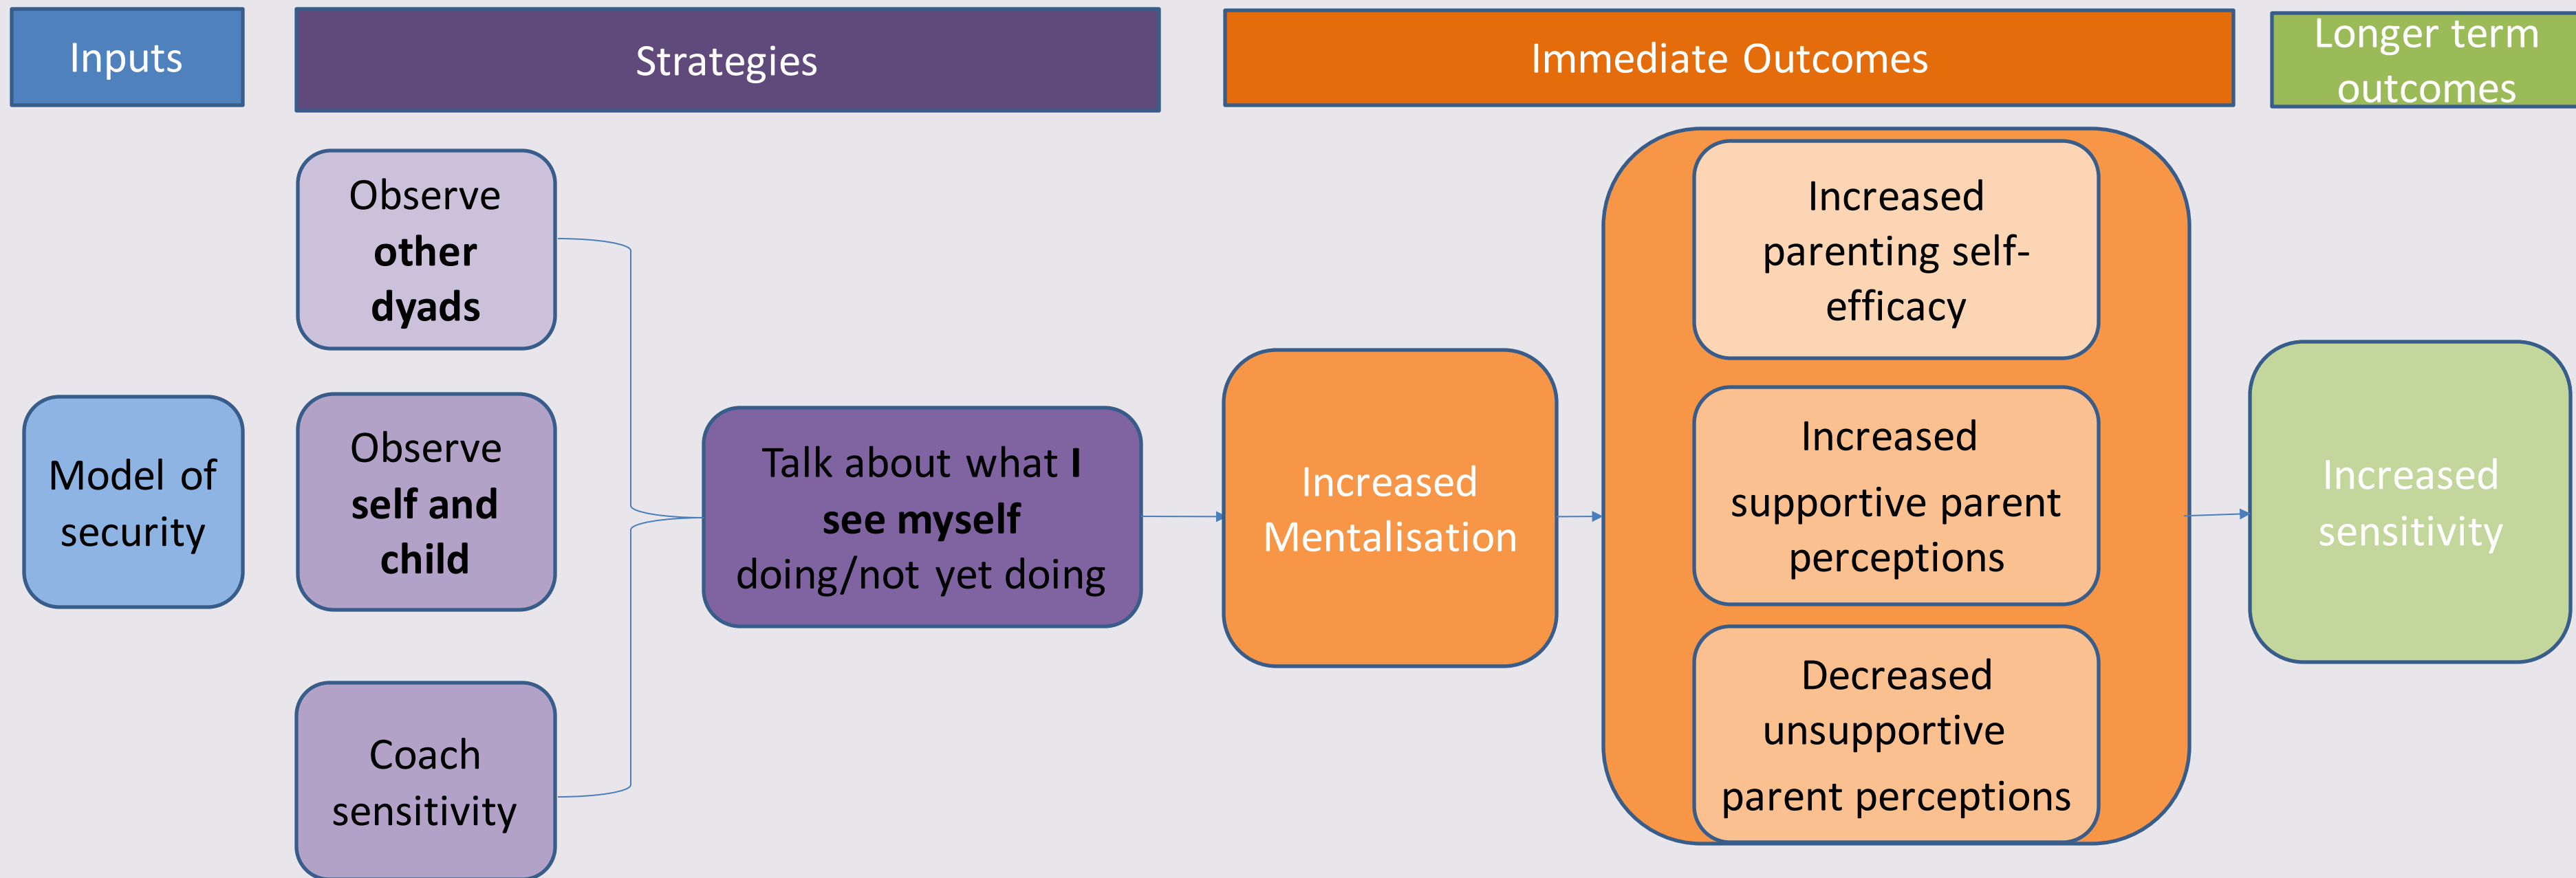 Inputs
Strategies
Immediate Outcomes
Longer term
outcomes
Model of
security
Observe
other
dyads
Observe
self and
child
Coach
sensitivity
Talk about what I
see myself
doing/not yet doing
Increased
Mentalisation
Increased
parenting self-
efficacy
Increased
supportive parent
perceptions
Decreased
unsupportive
parent perceptions
Increased
sensitivity